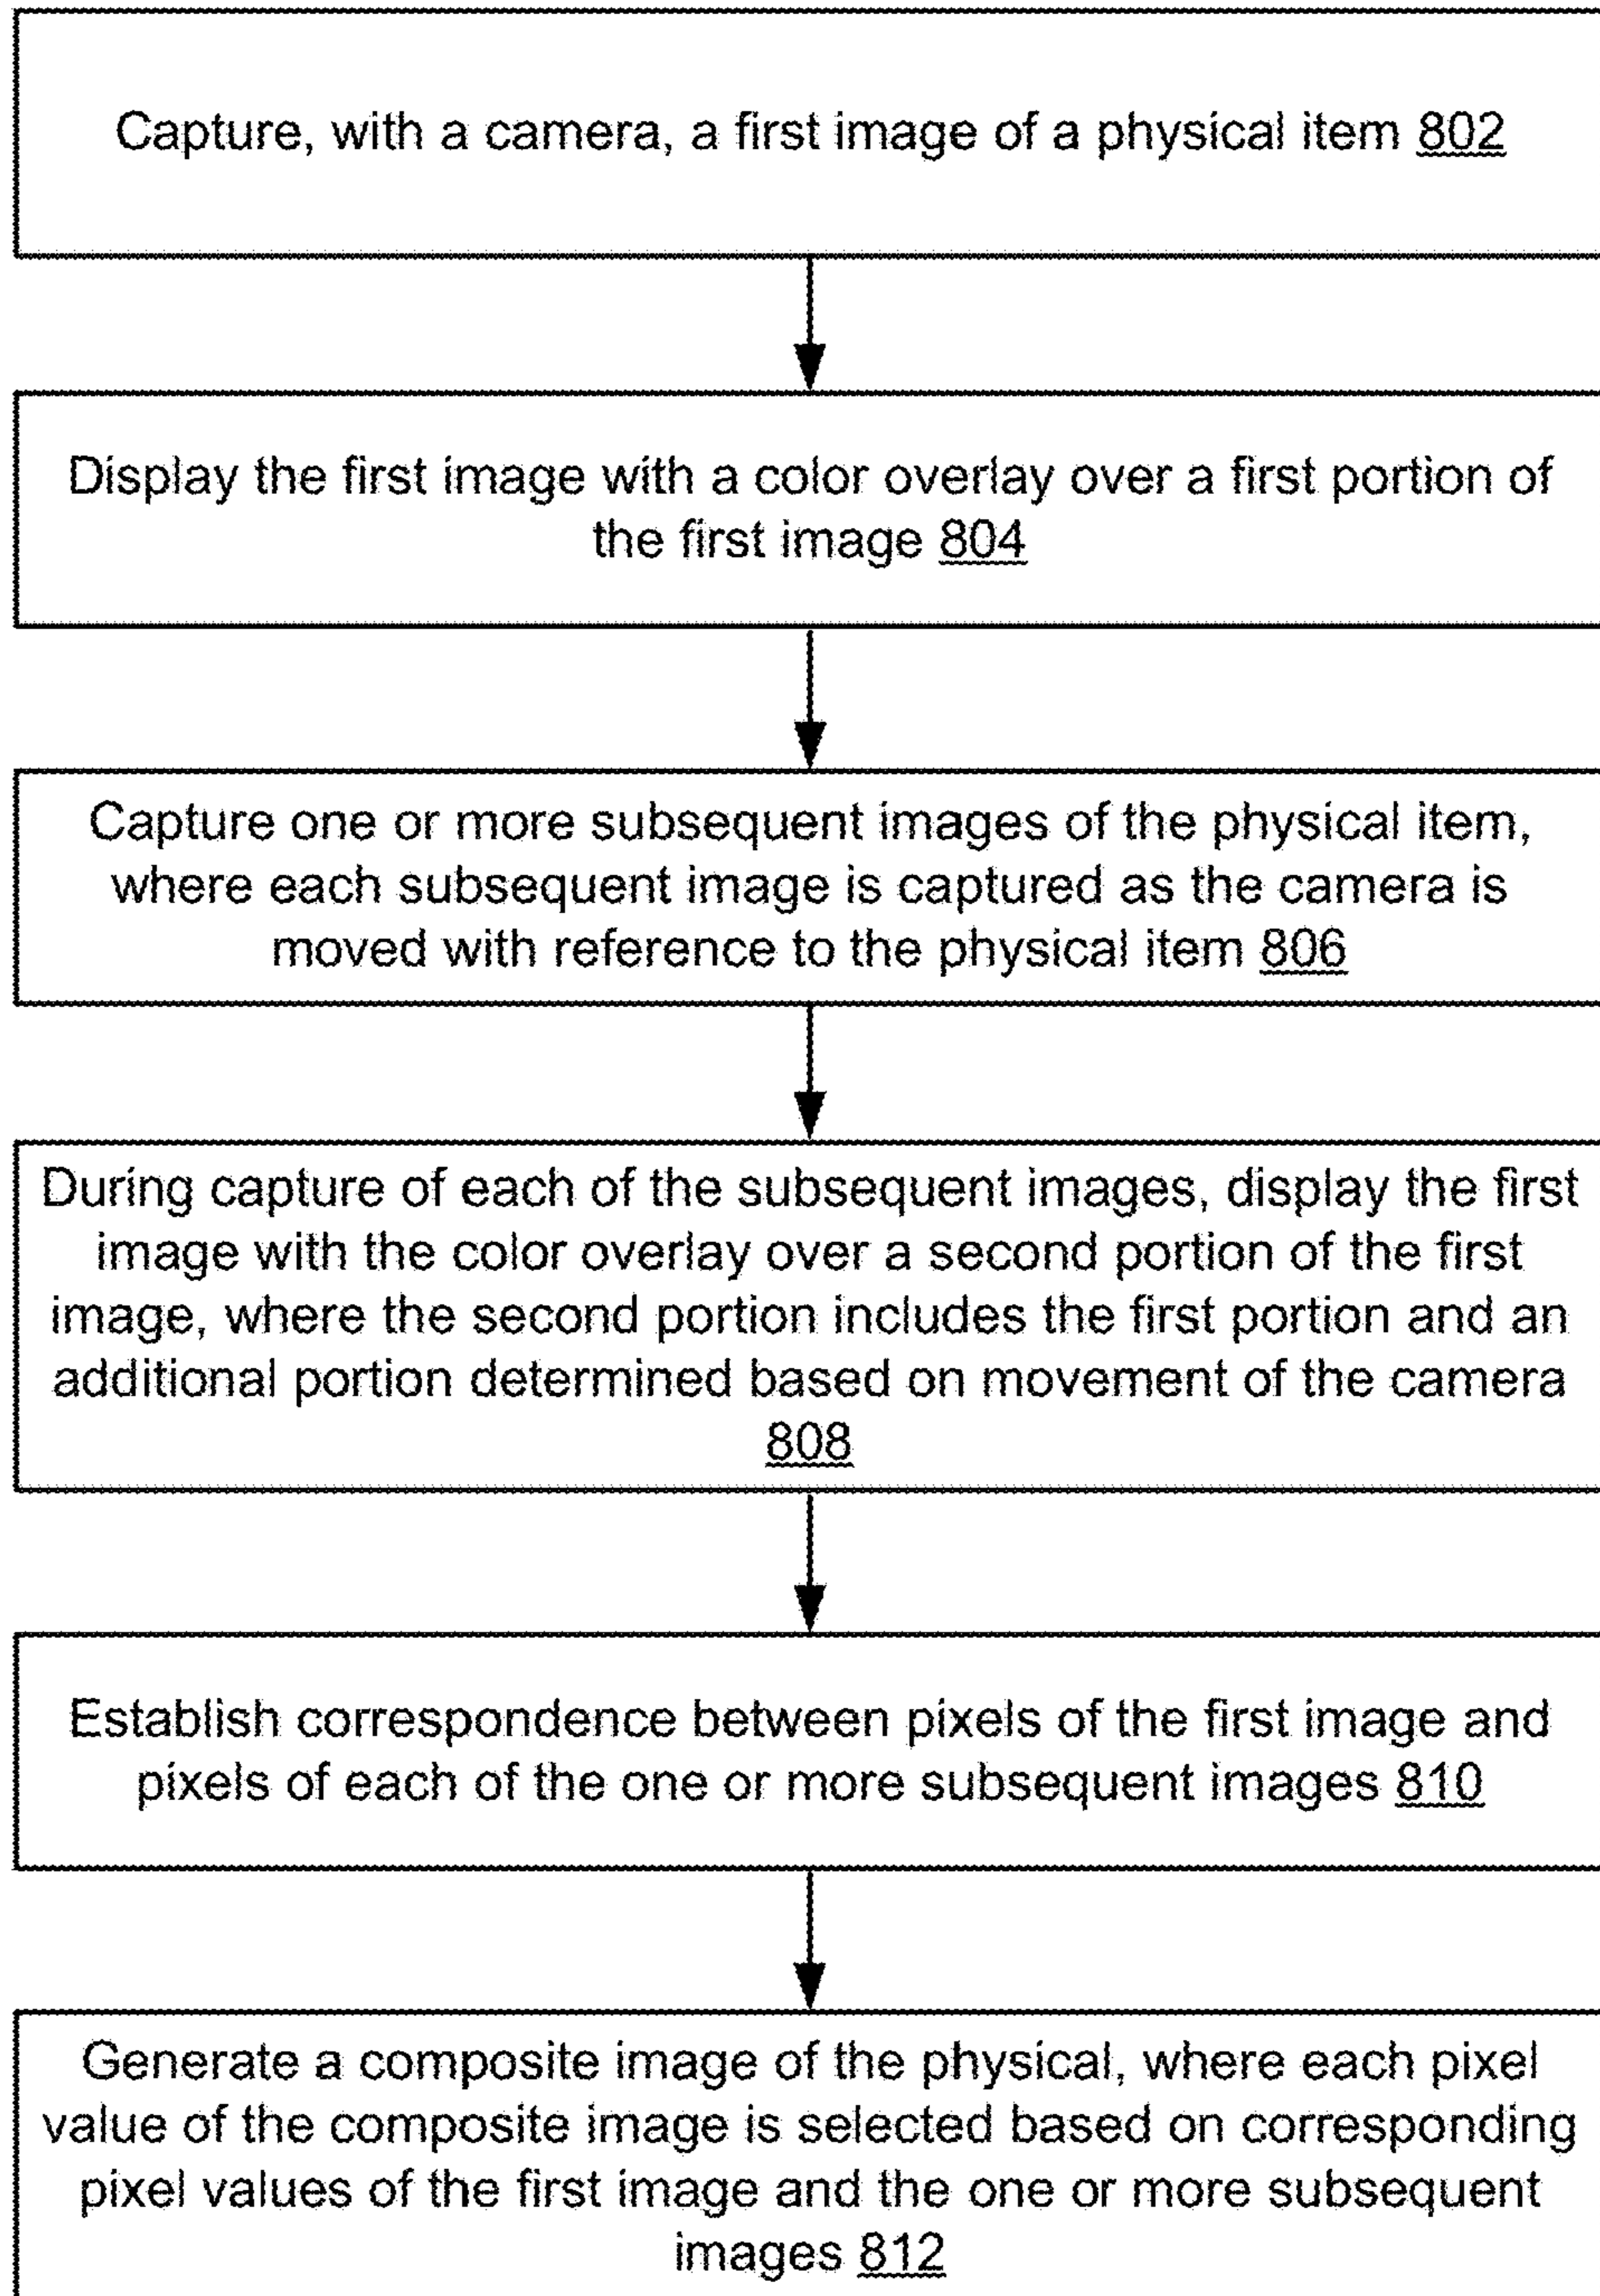 Capture, with a camera, a first image of a physical item 802
Display the first image with a color overlay over a first portion of
the first image 804
Capture one or more subsequent images of the physical item,
where each subsequent image is captured as the camera is
moved with reference to the physical item 806
During capture of each of the subsequent images, display the first
image with the color overlay over a second portion of the first
image, where the second portion includes the first portion and an
additional portion determined based on movement of the camera
808
Establish correspondence between pixels of the first image and
pixels of each of the one or more subsequent images 810
Generate a composite image of the physical, where each pixel
value of the composite image is selected based on corresponding
pixel values of the first image and the one or more subsequent
images 812